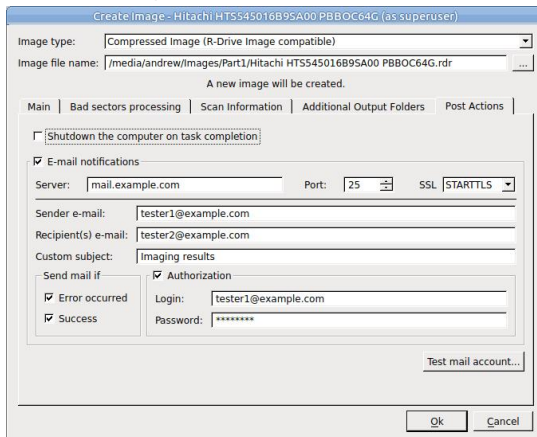 Create Image - Hitachi HTS545016B9SA00 PBBOC64G (as superuser)
Image type: Compressed Image (R-Drive Image compatible)
Image file name: /media/andrew/Images/Part1/Hitachi HTS545016B9SA00 PBBOC64G.rdr ...
A new image will be created.
Main Bad sectors processing Scan Information Additional Output Folders Post Actions
Shutdown the computer on task completion
E-mail notifications
Server: mail.example.com Port: 25 SSL STARTTLS
Sender e-mail: tester1@example.com
Recipient(s) e-mail: tester2@example.com
Custom subject: Imaging results
Send mail if Authorization
Error occurred Login: tester1@example.com
Success Password: ********
Test mail account...
Ok Cancel